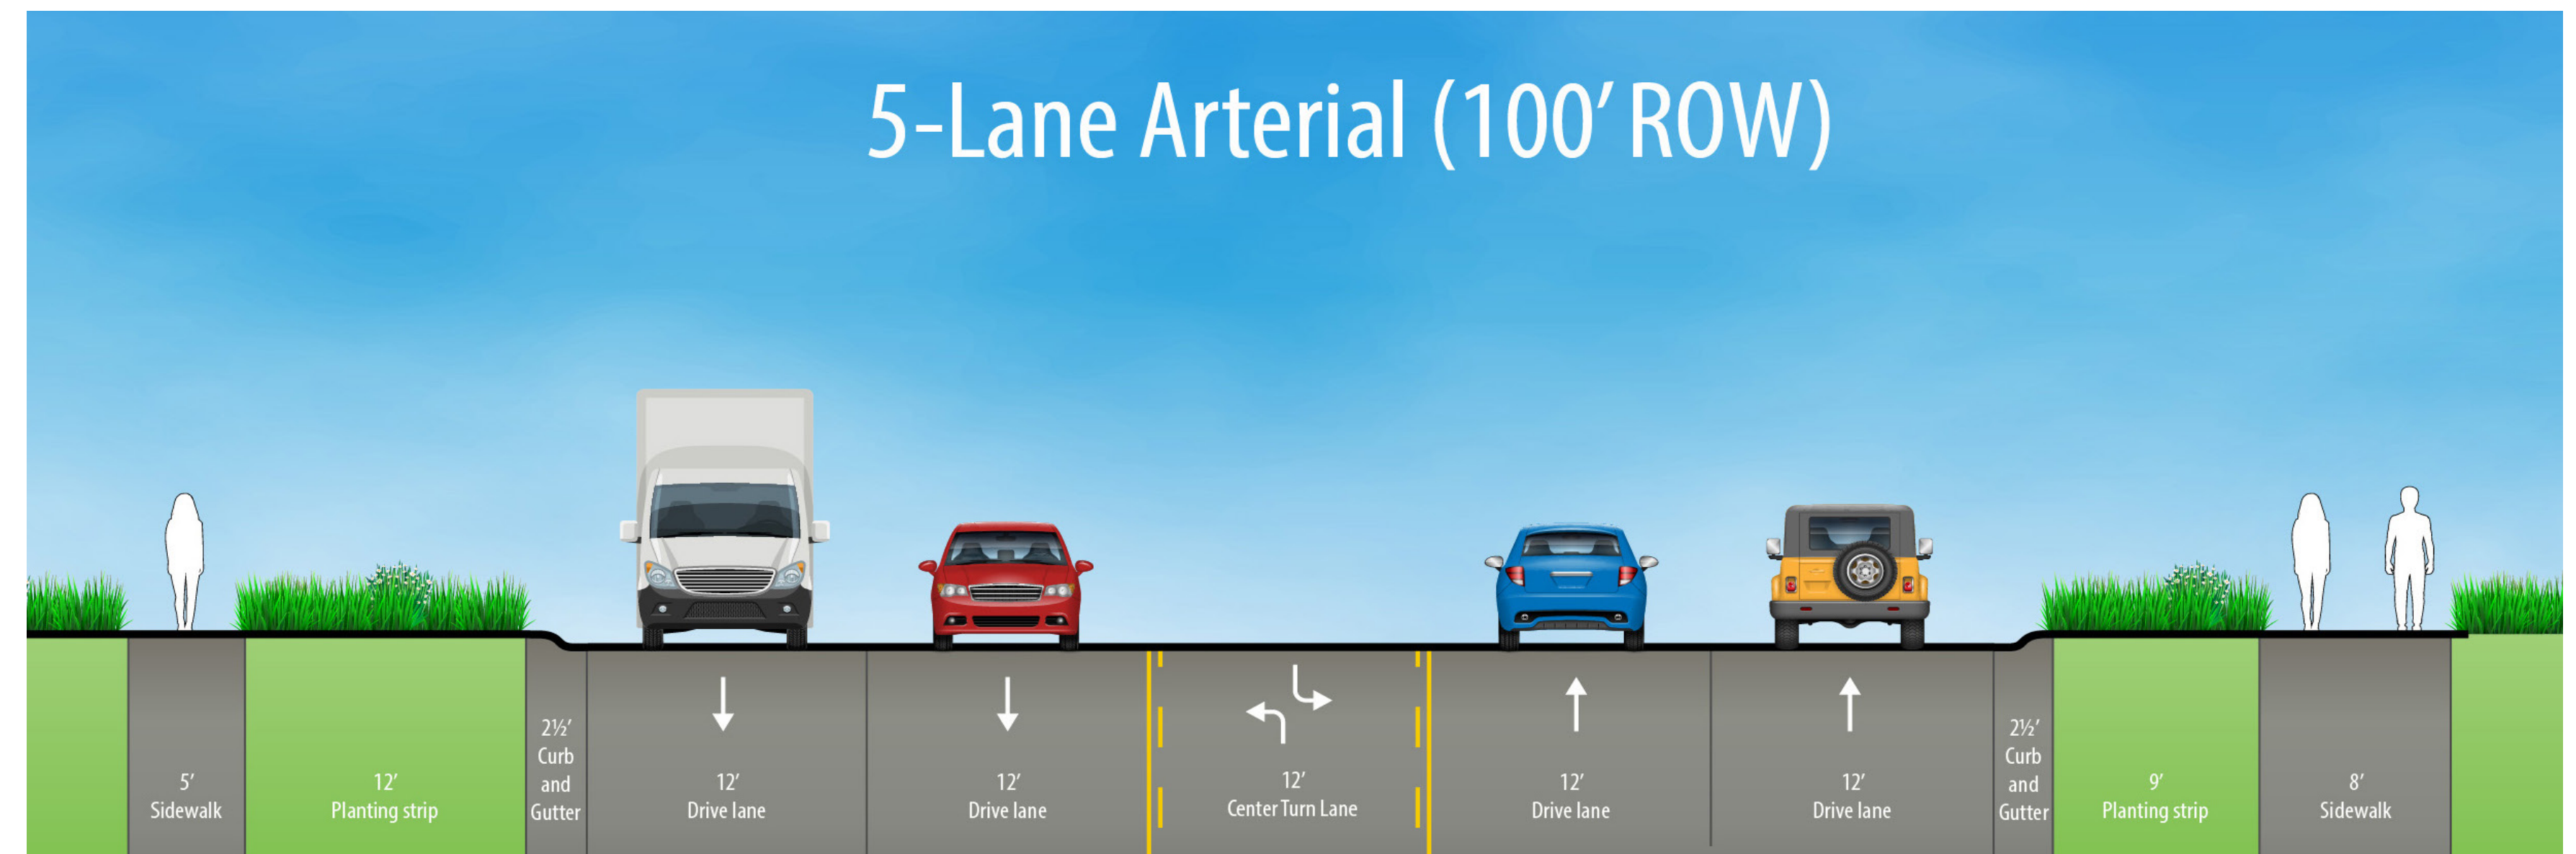 5-Lane Arterial (100′ ROW)
5′
Sidewalk
12′
Planting strip
2½′
Curb
and
Gutter
12′
Drive lane
12′
Drive lane
12′
Center Turn Lane
12′
Drive lane
12′
Drive lane
2½′
Curb
and
Gutter
9′
Planting strip
8′
Sidewalk